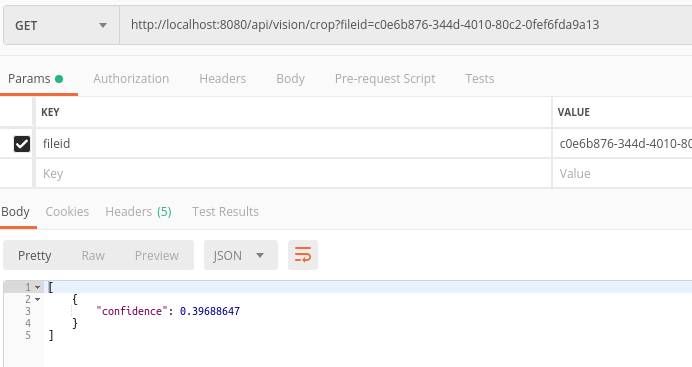 GET http://localhost:8080/api/vision/crop?fileid=c0e6b876-344d-4010-80c2-0fef6fda9a13
Params Authorization Headers Body Pre-request Script Tests
KEY VALUE
fileid c0e6b876-344d-4010-80
Key Value
Body Cookies Headers (5) Test Results
Pretty Raw Preview JSON
1 [
2 {
3 "confidence": 0.39688647
4 }
5 ]